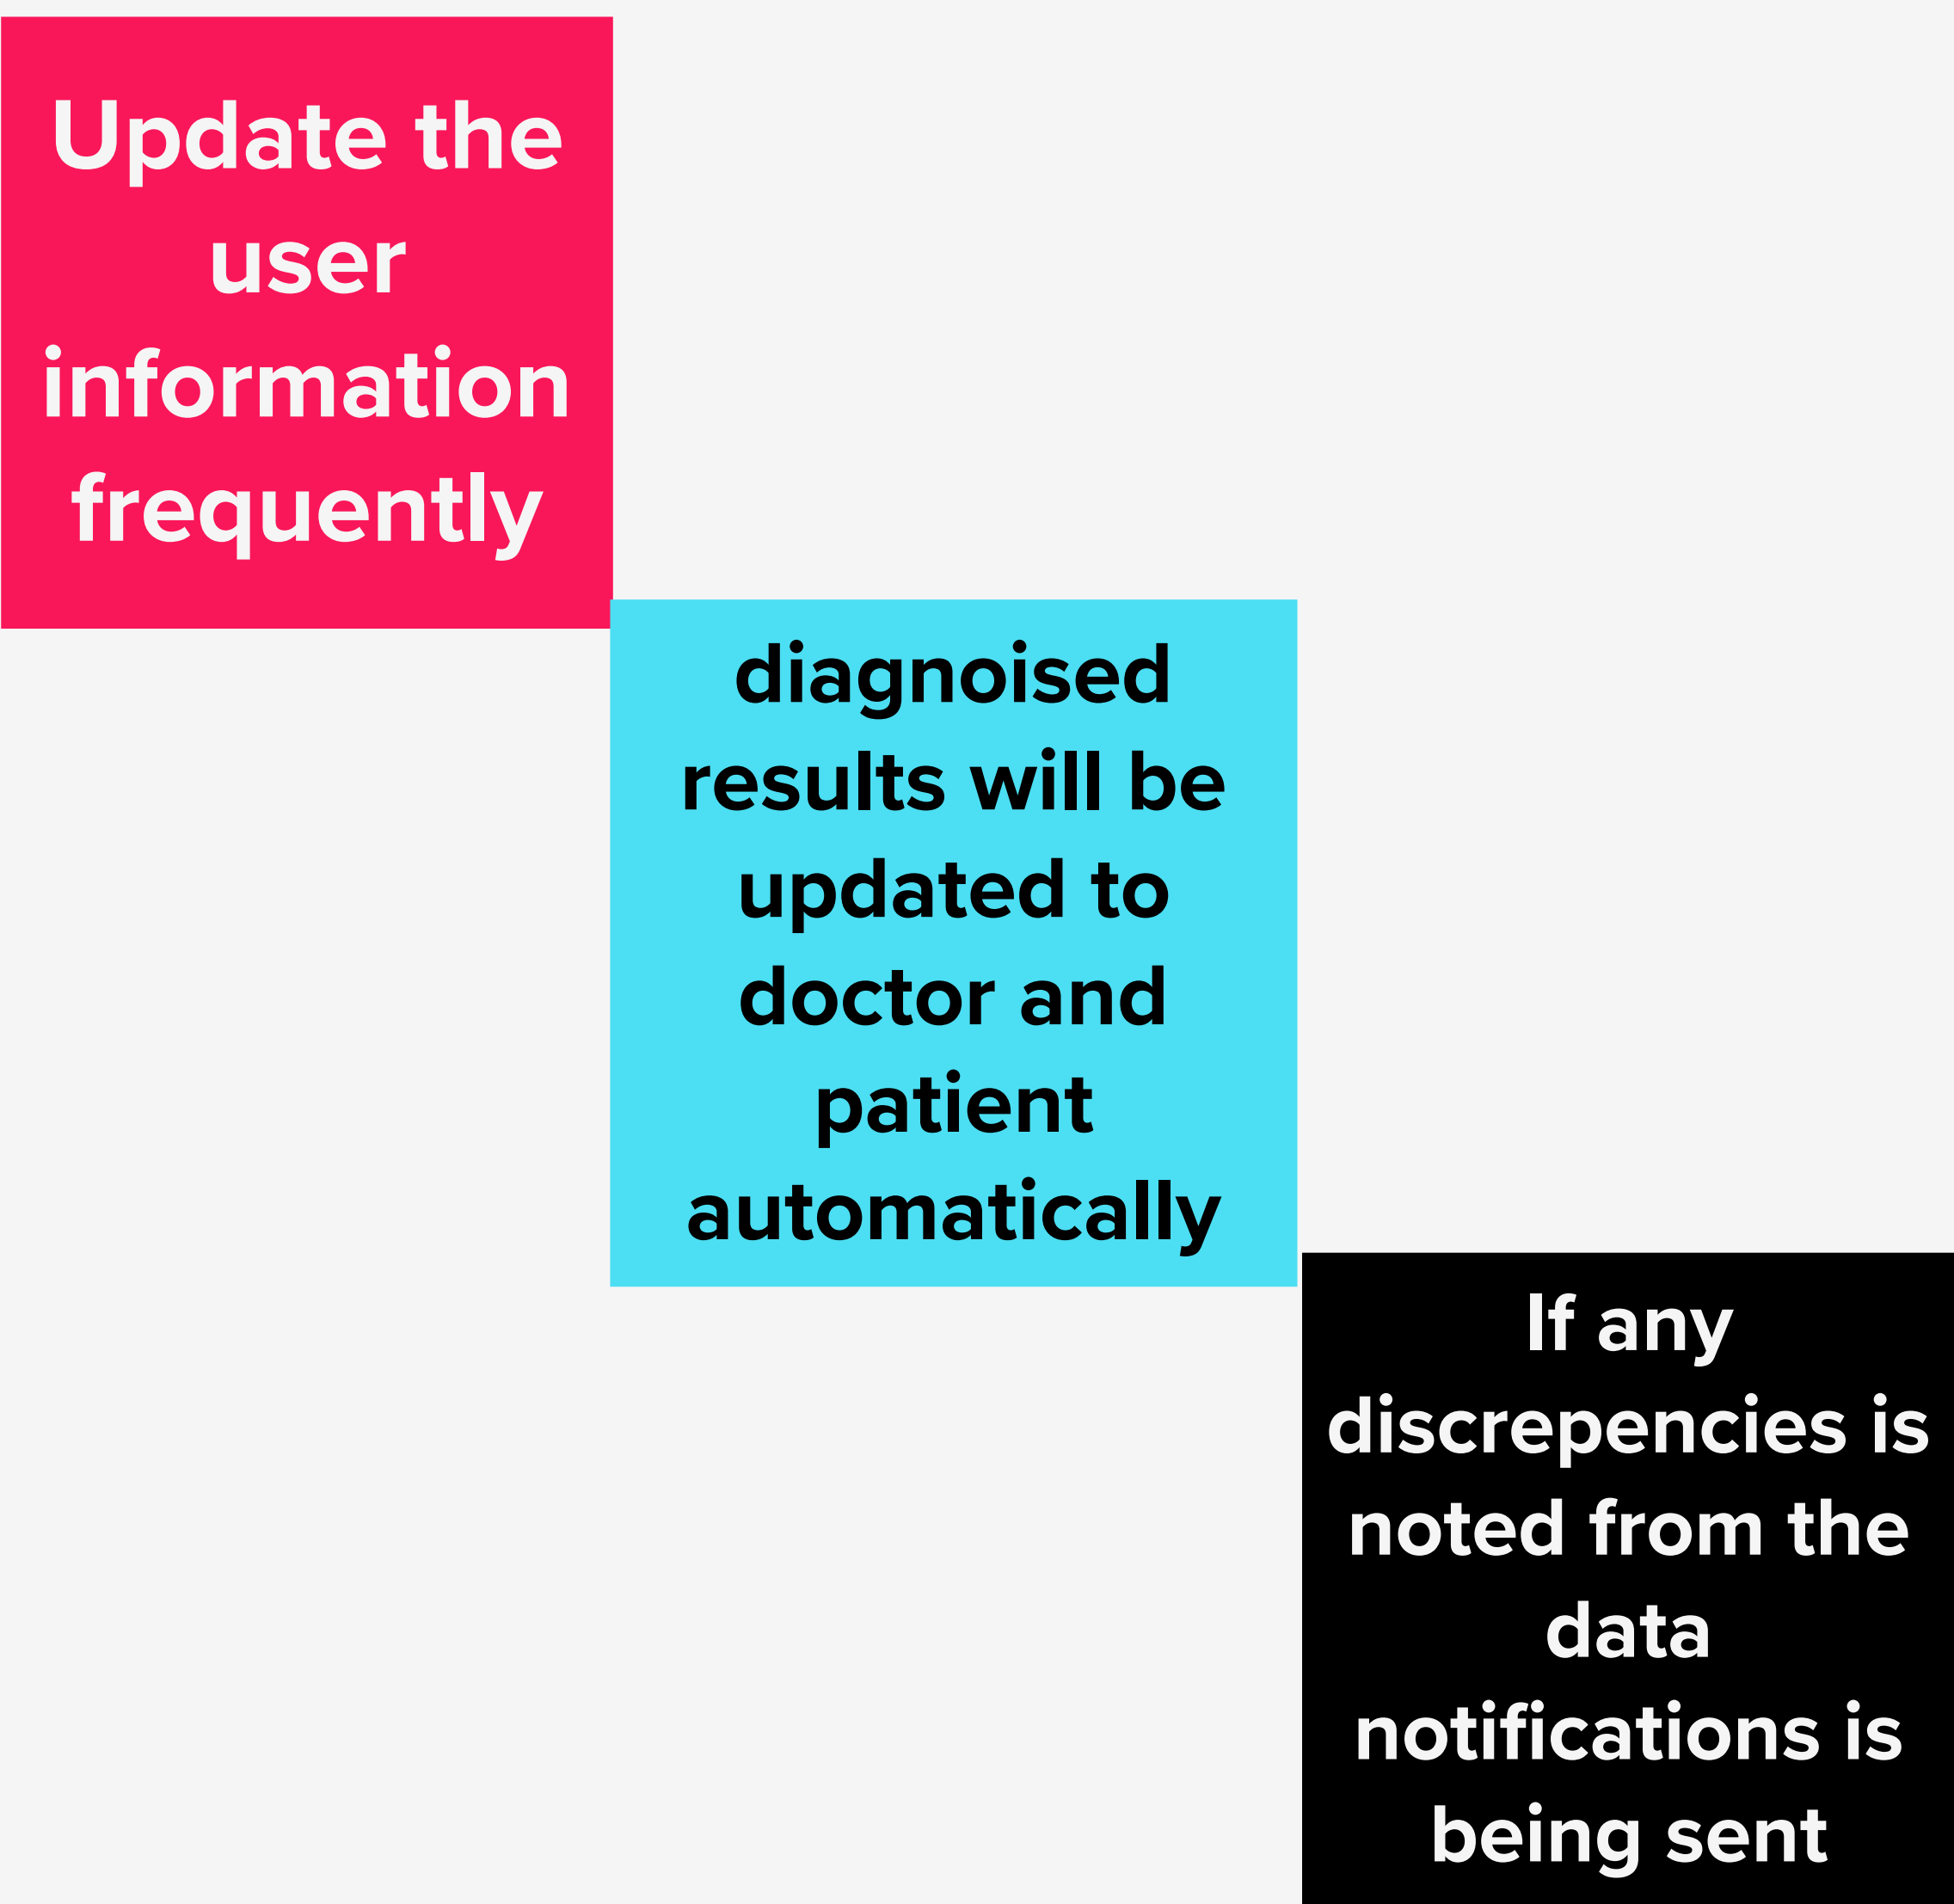 Update the
user
information
frequently
diagnoised
results will be
updated to
doctor and
patient
automatically
If any
discrepencies is
noted from the
data
notifications is
being sent